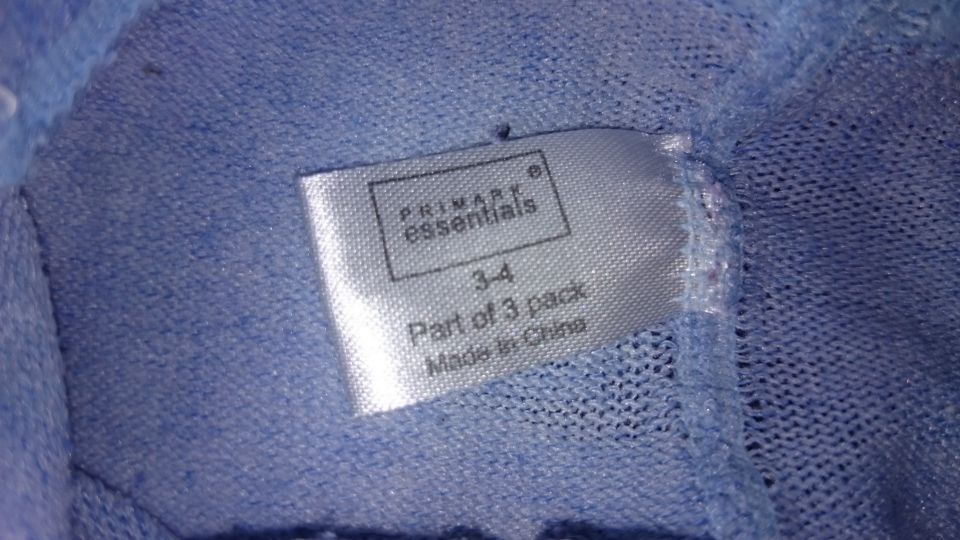 PRIMARK®
essentials
3-4
Part of 3 pack
Made in China